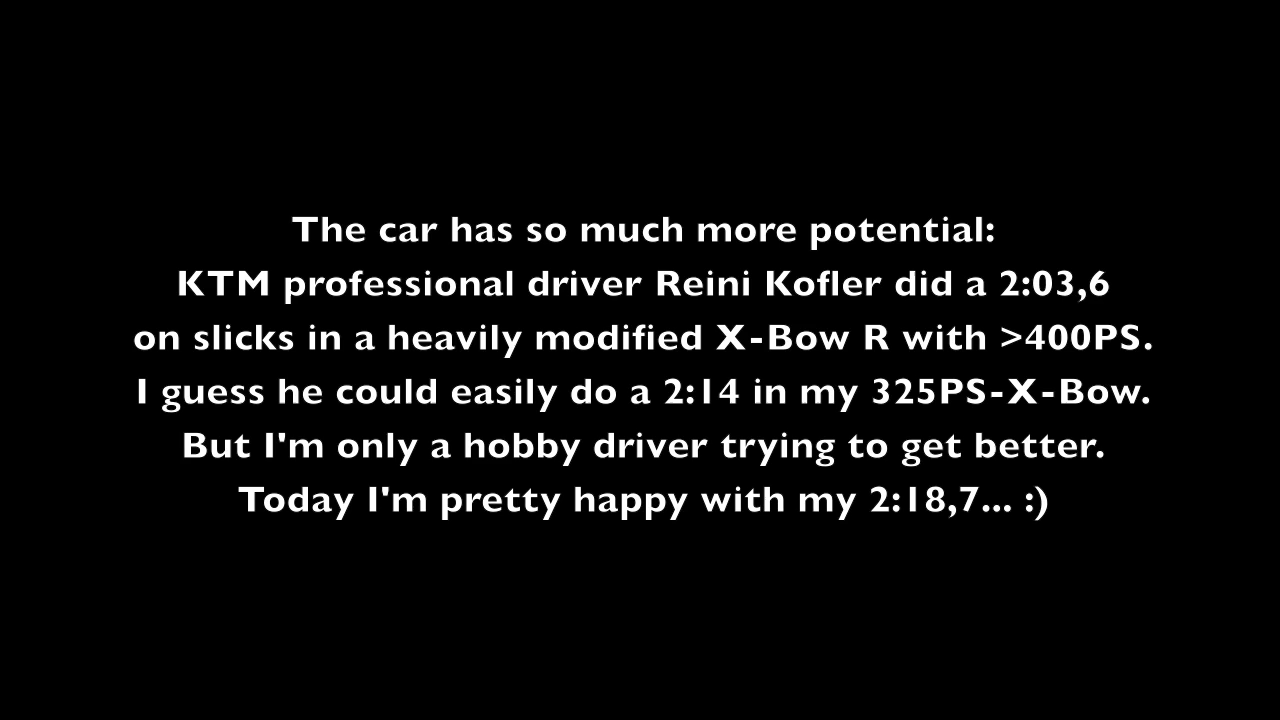 The car has so much more potential:
KTM professional driver Reini Kofler did a 2:03,6
on slicks in a heavily modified X-Bow R with >400PS.
I guess he could easily do a 2:14 in my 325PS-X-Bow.
But I'm only a hobby driver trying to get better.
Today I'm pretty happy with my 2:18,7... :)